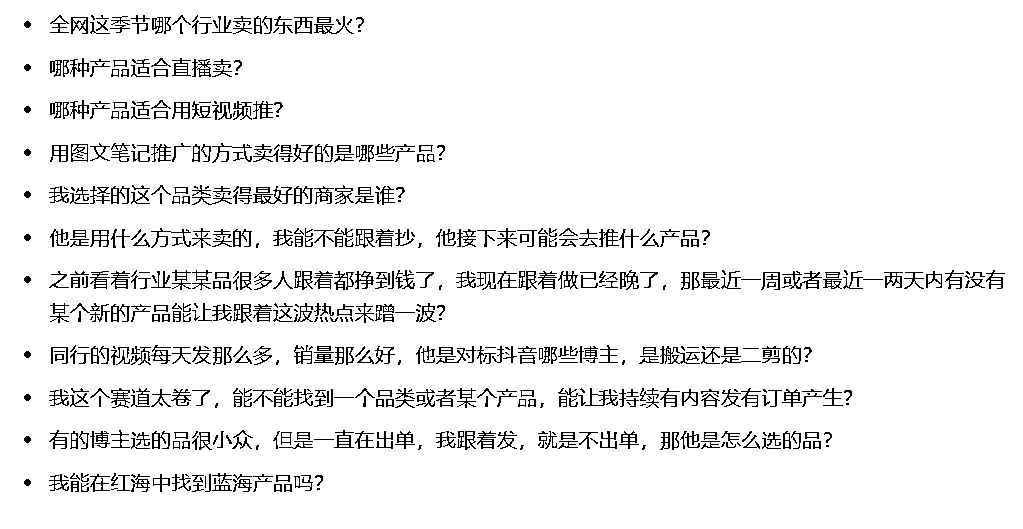 • 全网这季节哪个行业卖的东西最火？
• 哪种产品适合直播卖？
• 哪种产品适合用短视频推？
• 用图文笔记推广的方式卖得好的是哪些产品？
• 我选择的这个品类卖得最好的商家是谁？
• 他是用什么方式来卖的，我能不能跟着抄，他接下来可能会去推什么产品？
• 之前看着行业某某品很多人跟着都挣到钱了，我现在跟着做已经晚了，那最近一周或者最近一两天内有没有
某个新的产品能让我跟着这波热点来蹭一波？
• 同行的视频每天发那么多，销量那么好，他是对标抖音哪些博主，是搬运还是二剪的？
• 我这个赛道太卷了，能不能找到一个品类或者某个产品，能让我持续有内容发有订单产生？
• 有的博主选的品很小众，但是一直在出单，我跟着发，就是不出单，那他是怎么选的品？
• 我能在红海中找到蓝海产品吗？